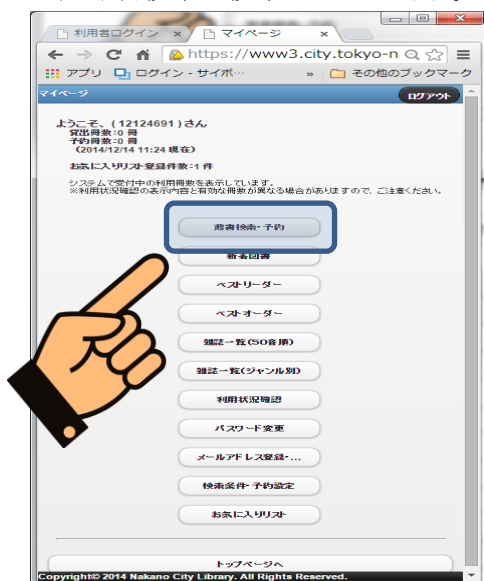 利用者ログイン × マイページ ×
https://www3.city.tokyo-n
アプリ ログイン - サイボ… » その他のブックマーク
マイページ ログアウト
ようこそ、(12124691)さん
貸出冊数:0 冊
予約冊数:0 冊
(2014/12/14 11:24 現在)
お気に入りリスト登録件数:1 件
システムで受付中の利用冊数を表示しています。
※利用状況確認の表示内容と有効な冊数が異なる場合がありますので、ご注意ください。
蔵書検索・予約
新着図書
ベストリーダー
ベストオーダー
雑誌一覧(50音順)
雑誌一覧(ジャンル別)
利用状況確認
パスワード変更
メールアドレス登録・...
検索条件・予約設定
お気に入りリスト
トップページへ
Copyright© 2014 Nakano City Library. All Rights Reserved.